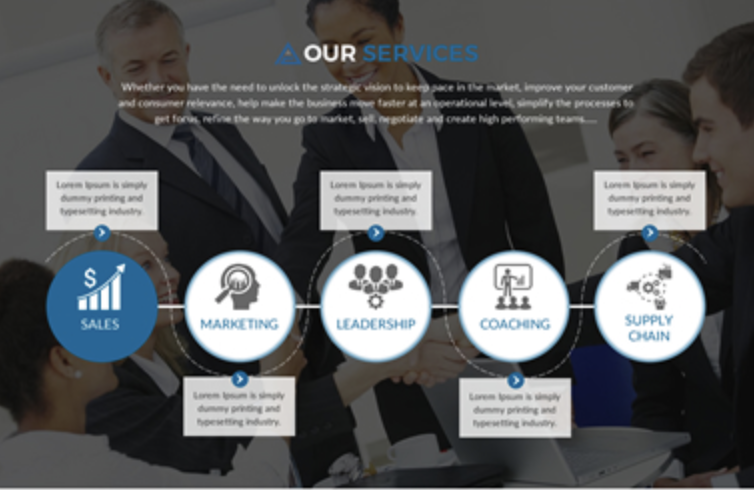 OUR SERVICES
Whether you have the need to unlock the strategic vision to keep pace in the market, improve your customer
and consumer relevance, help make the business move faster at an operational level, simplify the processes to
get focus, refine the way you go to market, sell, negotiate and create high performing teams.....
Lorem Ipsum is simply
dummy printing and
typesetting industry.
Lorem Ipsum is simply
dummy printing and
typesetting industry.
Lorem Ipsum is simply
dummy printing and
typesetting industry.
$
SALES
MARKETING
LEADERSHIP
COACHING
SUPPLY
CHAIN
Lorem Ipsum is simply
dummy printing and
typesetting industry.
Lorem Ipsum is simply
dummy printing and
typesetting industry.